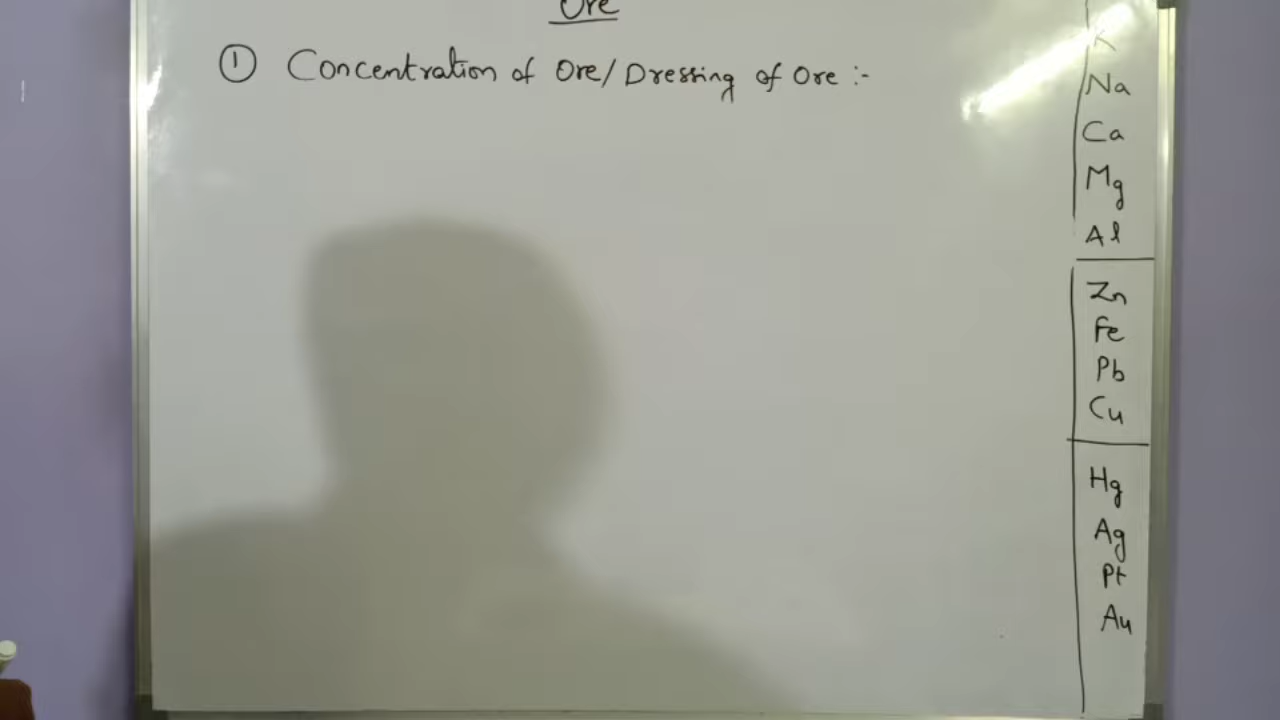 Ore
① Concentration of Ore/Dressing of Ore :-
K
Na
Ca
Mg
Al
Zn
Fe
Pb
Cu
Hg
Ag
Pt
Au